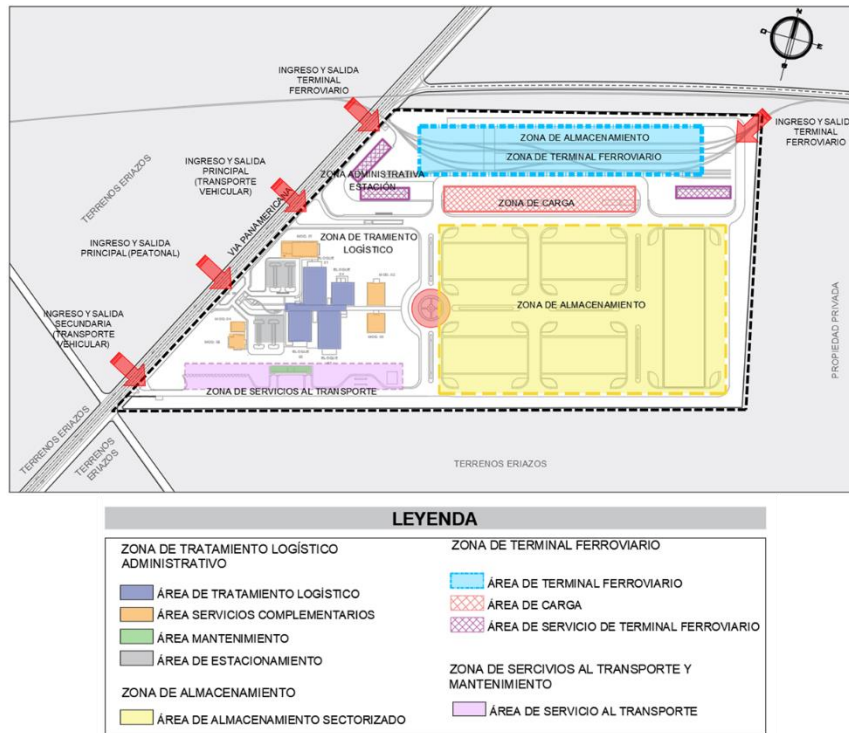 INGRESO Y SALIDA
TERMINAL
FERROVIARIO
N
O
E
S
INGRESO Y SALIDA
TERMINAL
FERROVIARIO
INGRESO Y SALIDA
PRINCIPAL
(TRANSPORTE
VEHICULAR)
TERRENOS ERIAZOS
VIA PANAMERICANA
ZONA DE ALMACENAMIENTO
ZONA DE TERMINAL FERROVIARIO
ZONA ADMINISTRATIVA
ESTACIÓN
ZONA DE CARGA
INGRESO Y SALIDA
PRINCIPAL (PEATONAL)
ZONA DE TRAMIENTO
LOGÍSTICO
ZONA DE ALMACENAMIENTO
INGRESO Y SALIDA
SECUNDARIA
(TRANSPORTE
VEHICULAR)
PROPIEDAD PRIVADA
ZONA DE SERVICIOS AL TRANSPORTE
TERRENOS ERIAZOS
TERRENOS
ERIAZOS
TERRENOS ERIAZOS
LEYENDA
ZONA DE TRATAMIENTO LOGÍSTICO
ADMINISTRATIVO
ÁREA DE TRATAMIENTO LOGÍSTICO
ÁREA SERVICIOS COMPLEMENTARIOS
ÁREA MANTENIMIENTO
ÁREA DE ESTACIONAMIENTO
ZONA DE ALMACENAMIENTO
ÁREA DE ALMACENAMIENTO SECTORIZADO
ZONA DE TERMINAL FERROVIARIO
ÁREA DE TERMINAL FERROVIARIO
ÁREA DE CARGA
ÁREA DE SERVICIO DE TERMINAL FERROVIARIO
ZONA DE SERCIVIOS AL TRANSPORTE Y
MANTENIMIENTO
ÁREA DE SERVICIO AL TRANSPORTE